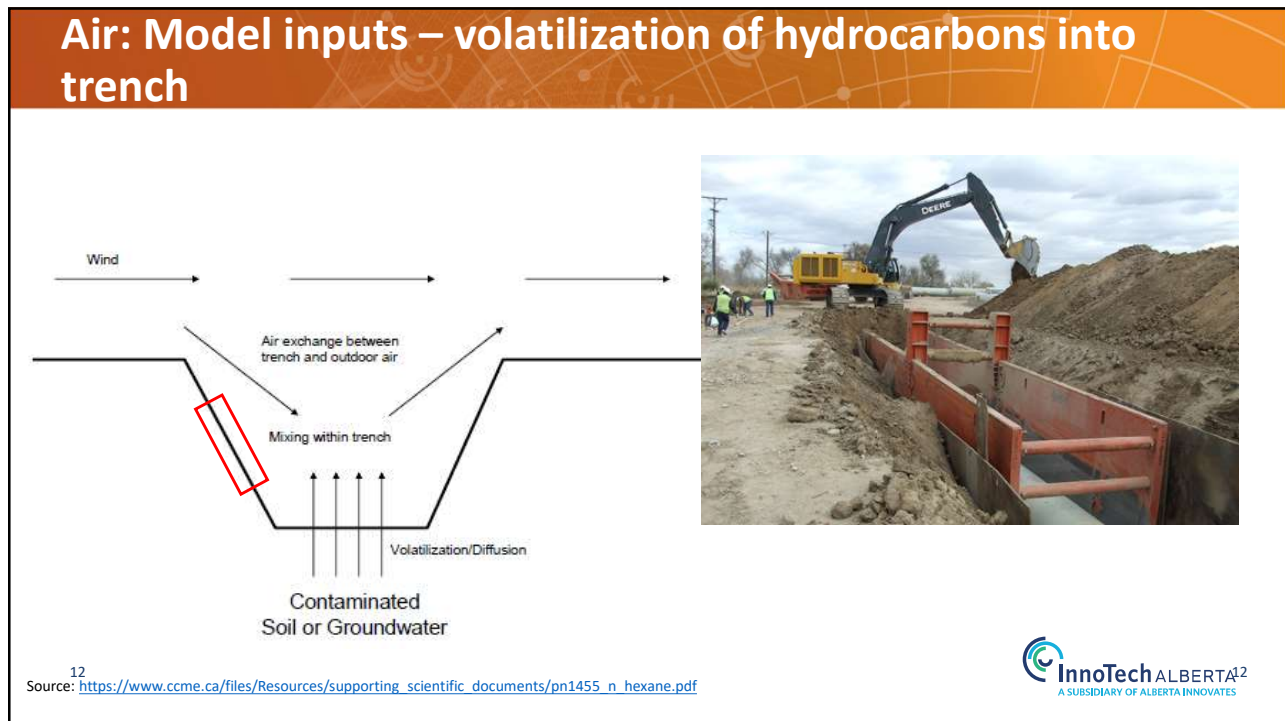 Air: Model inputs – volatilization of hydrocarbons into
trench
Wind
Air exchange between
trench and outdoor air
Mixing within trench
Volatilization/Diffusion
Contaminated
Soil or Groundwater
DEERE
12
Source: https://www.ccme.ca/files/Resources/supporting_scientific_documents/pn1455_n_hexane.pdf
InnoTech ALBERTA 12
A SUBSIDIARY OF ALBERTA INNOVATES